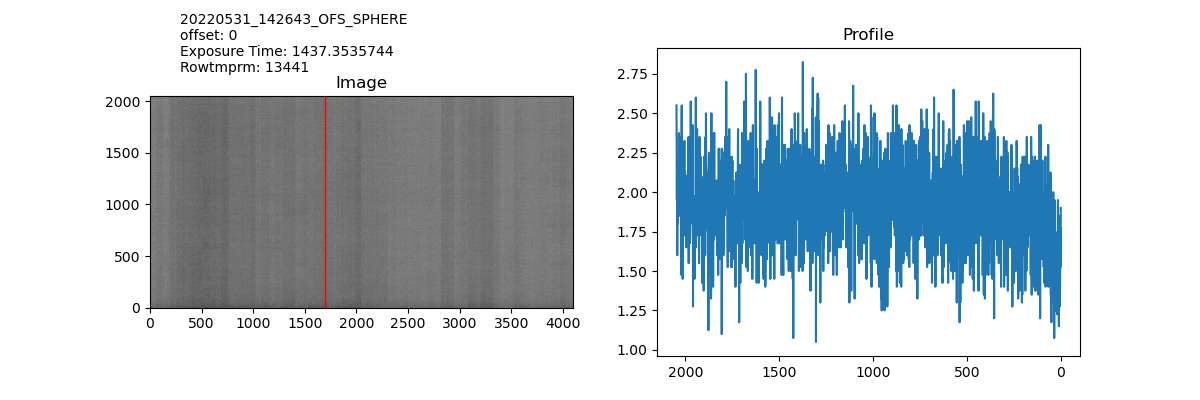 20220531_142643_OFS_SPHERE
offset: 0
Exposure Time: 1437.3535744
Rowtmprm: 13441
Image
2000
1500
1000
500
0
0 500 1000 1500 2000 2500 3000 3500 4000
Profile
2.75
2.50
2.25
2.00
1.75
1.50
1.25
1.00
2000 1500 1000 500 0